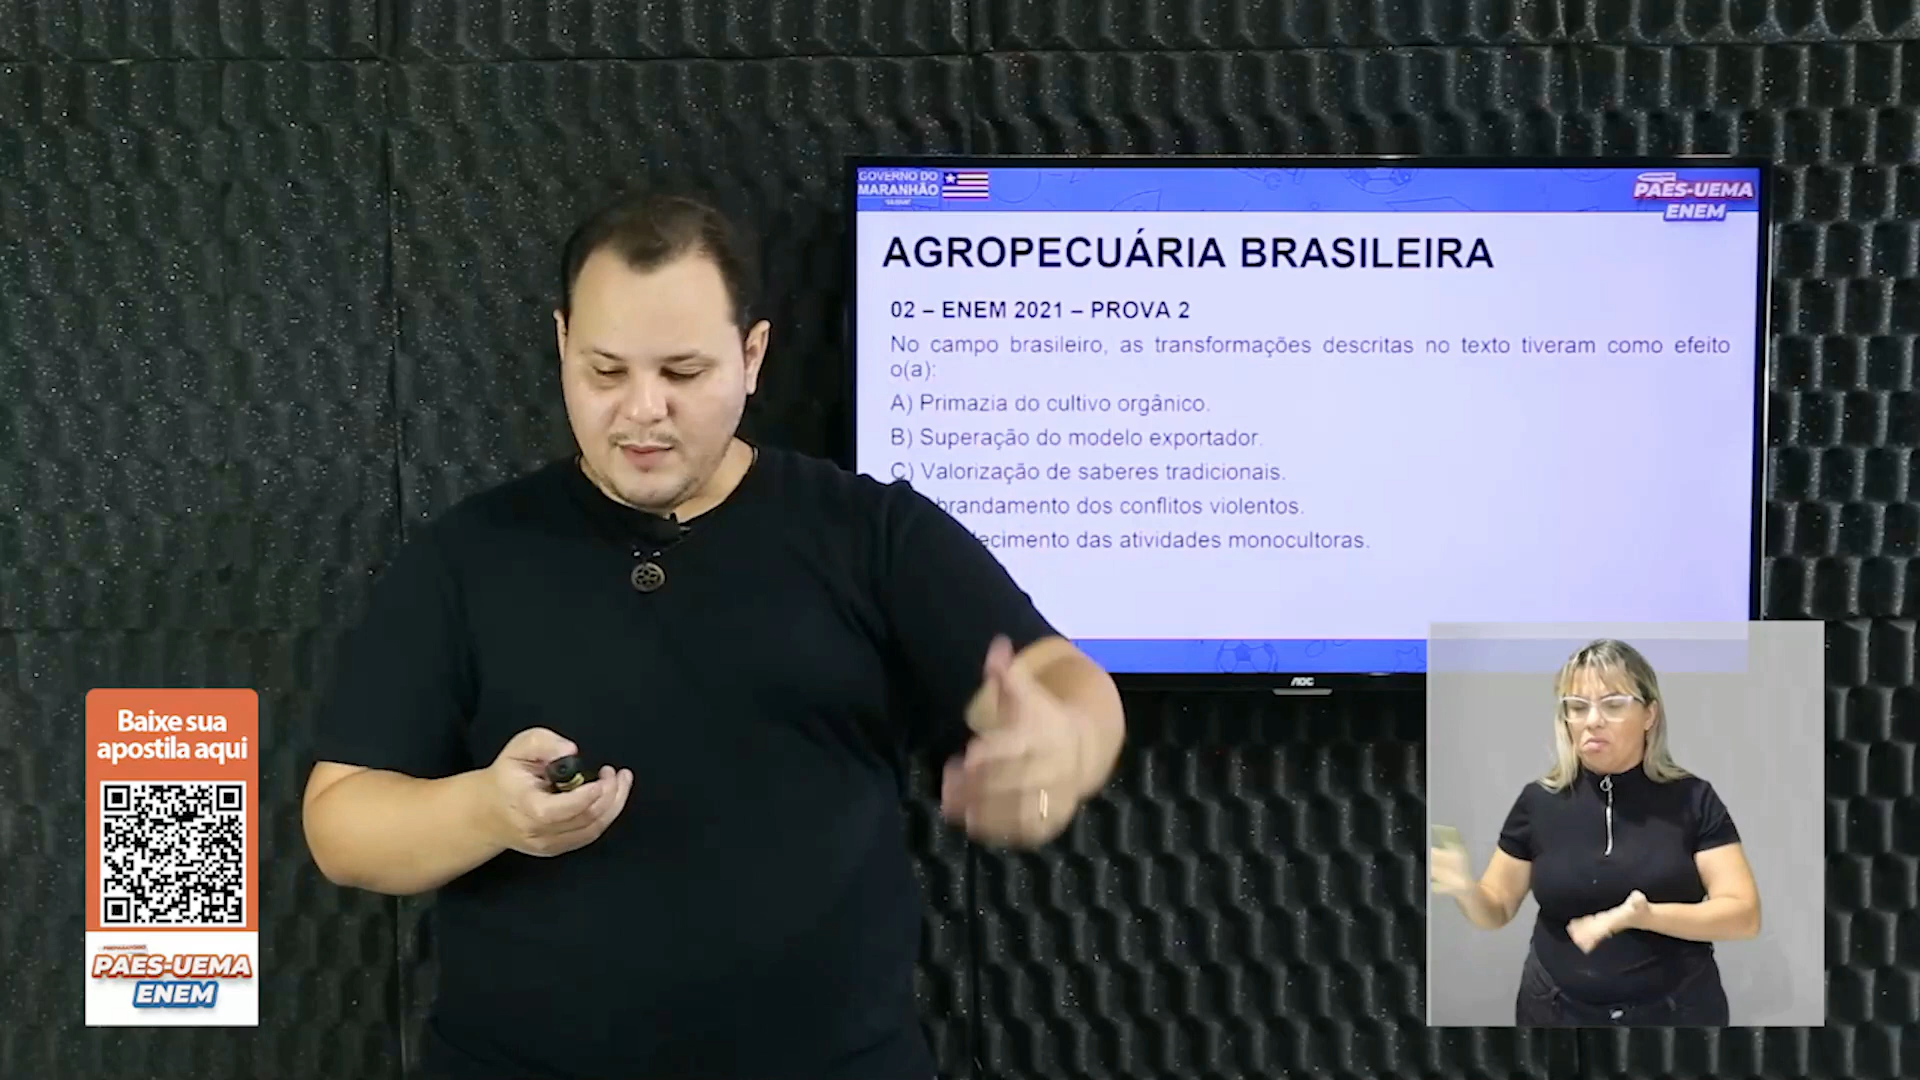 GOVERNO DO
MARANHÃO
PAES-UEMA
ENEM
AGROPECUÁRIA BRASILEIRA
02 – ENEM 2021 – PROVA 2
No campo brasileiro, as transformações descritas no texto tiveram como efeito
o(a):
A) Primazia do cultivo orgânico.
B) Superação do modelo exportador.
C) Valorização de saberes tradicionais.
brandamento dos conflitos violentos.
ecimento das atividades monocultoras.
AOC
Baixe sua
apostila aqui
PREPARATÓRIO
PAES-UEMA
ENEM